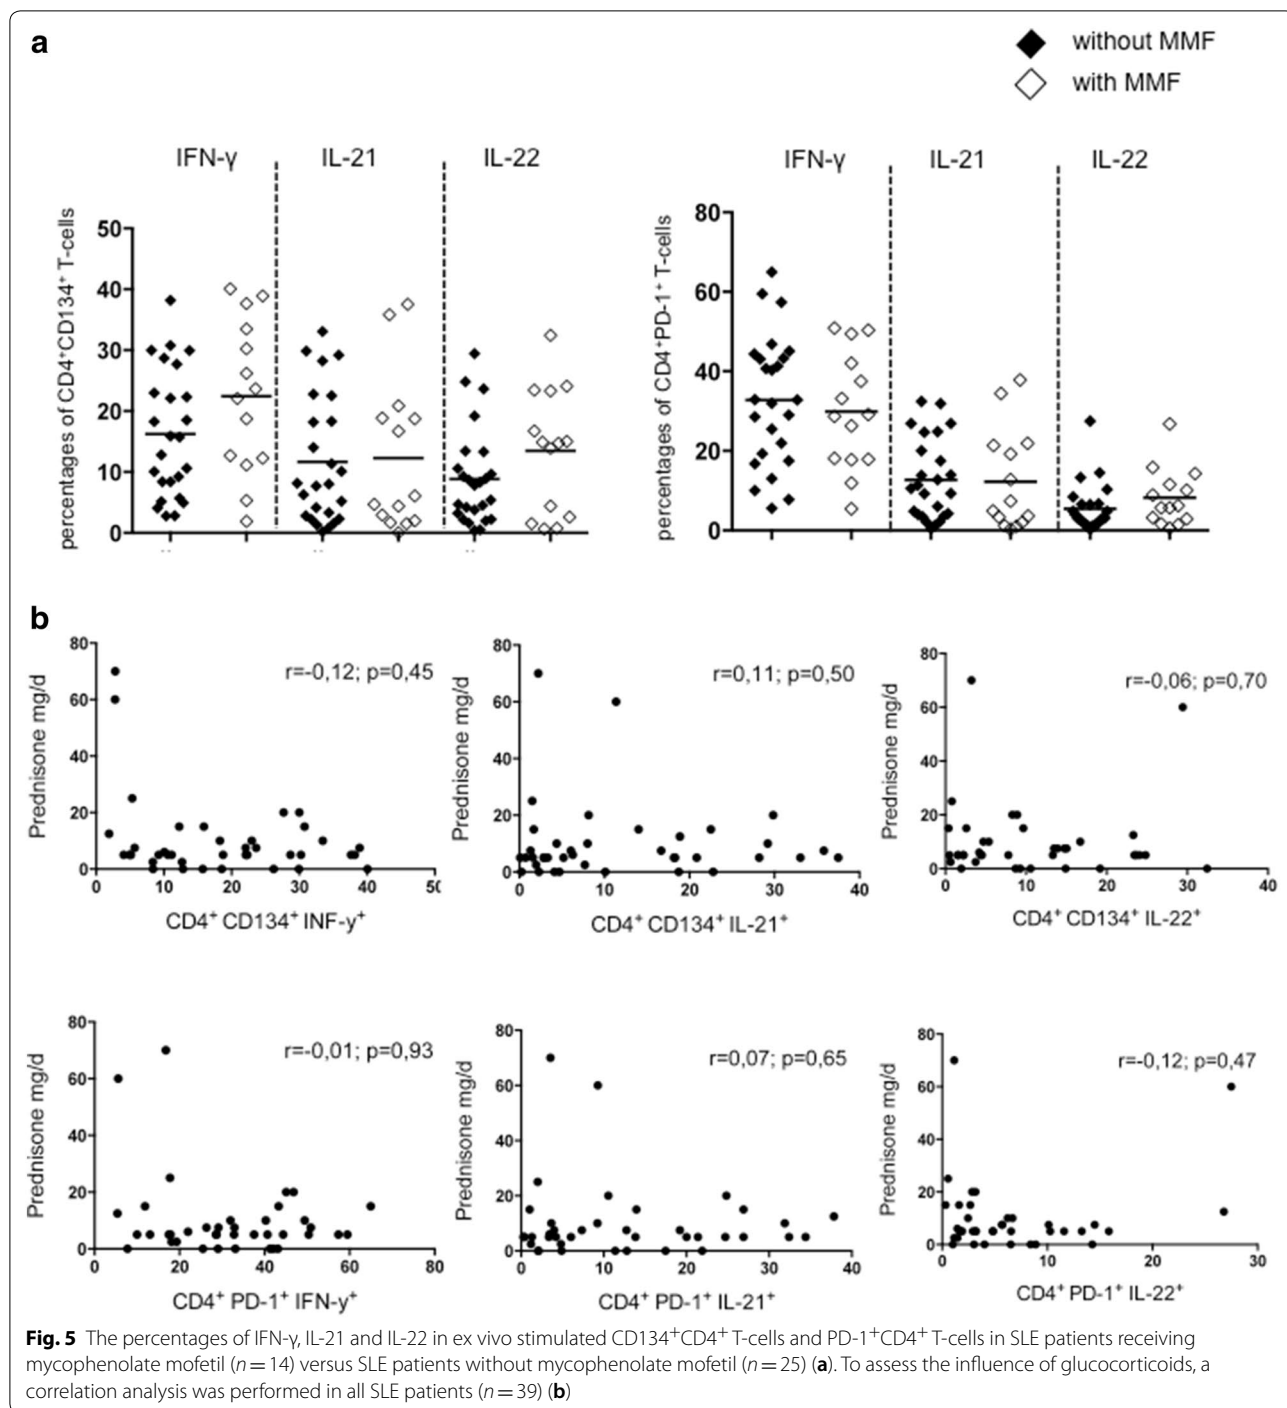 a
without MMF
with MMF
IFN-γ IL-21 IL-22
percentages of CD4⁺CD134⁺ T-cells
50
40
30
20
10
0
IFN-γ IL-21 IL-22
percentages of CD4⁺PD-1⁺ T-cells
80
60
40
20
0
b
Prednisone mg/d
80
60
40
20
0
r=-0,12; p=0,45
0 10 20 30 40 50
CD4⁺ CD134⁺ INF-y⁺
Prednisone mg/d
80
60
40
20
0
r=0,11; p=0,50
0 10 20 30 40
CD4⁺ CD134⁺ IL-21⁺
Prednisone mg/d
80
60
40
20
0
r=-0,06; p=0,70
0 10 20 30 40
CD4⁺ CD134⁺ IL-22⁺
Prednisone mg/d
80
60
40
20
0
r=-0,01; p=0,93
0 20 40 60 80
CD4⁺ PD-1⁺ IFN-y⁺
Prednisone mg/d
80
60
40
20
0
r=0,07; p=0,65
0 10 20 30 40
CD4⁺ PD-1⁺ IL-21⁺
Prednisone mg/d
80
60
40
20
0
r=-0,12; p=0,47
0 10 20 30
CD4⁺ PD-1⁺ IL-22⁺
Fig. 5 The percentages of IFN-γ, IL-21 and IL-22 in ex vivo stimulated CD134⁺CD4⁺ T-cells and PD-1⁺CD4⁺ T-cells in SLE patients receiving
mycophenolate mofetil (n = 14) versus SLE patients without mycophenolate mofetil (n = 25) (a). To assess the influence of glucocorticoids, a
correlation analysis was performed in all SLE patients (n = 39) (b)